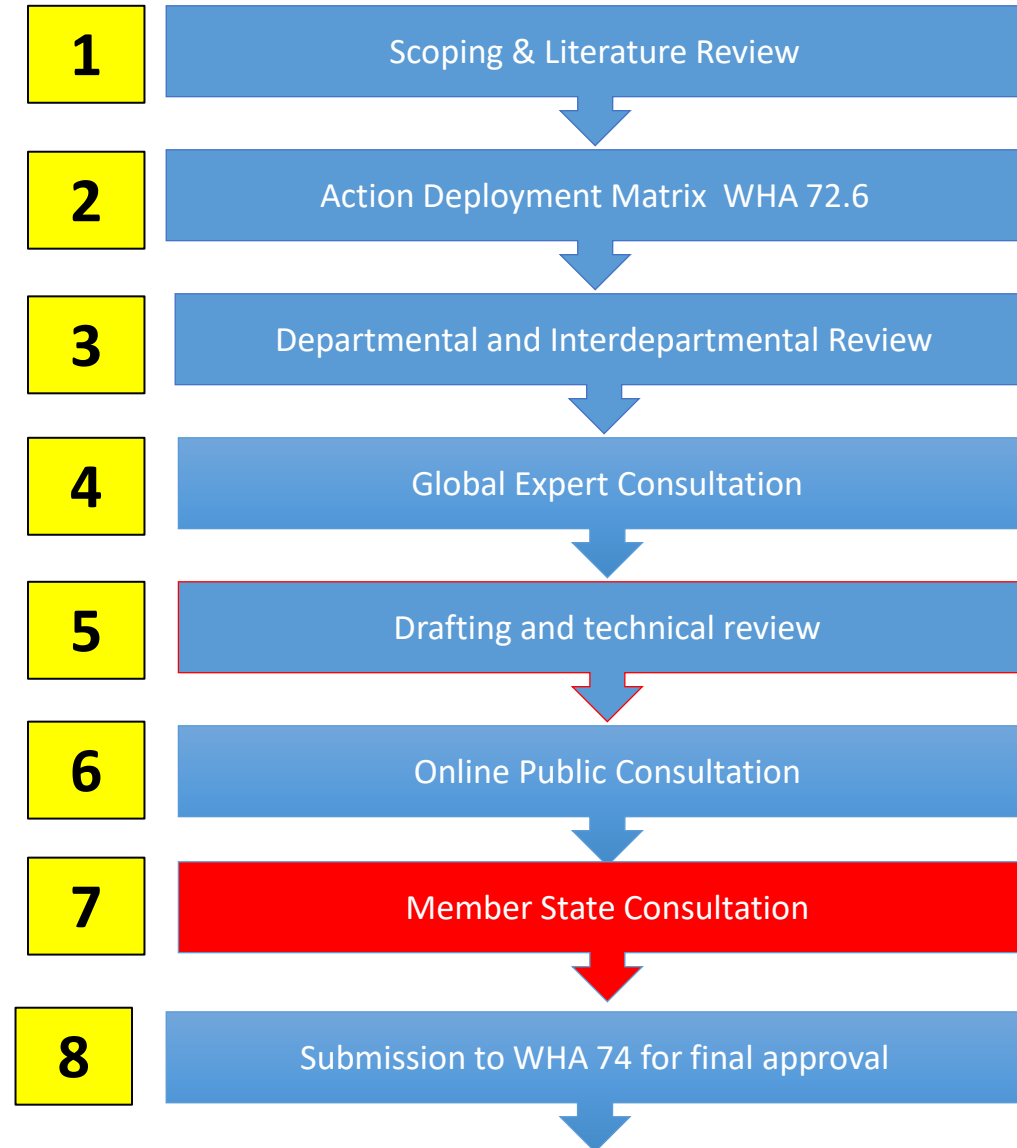 1
Scoping & Literature Review
2
Action Deployment Matrix  WHA 72.6
3
Departmental and Interdepartmental Review
4
Global Expert Consultation
5
Drafting and technical review
6
Online Public Consultation
7
Member State Consultation
8
Submission to WHA 74 for final approval